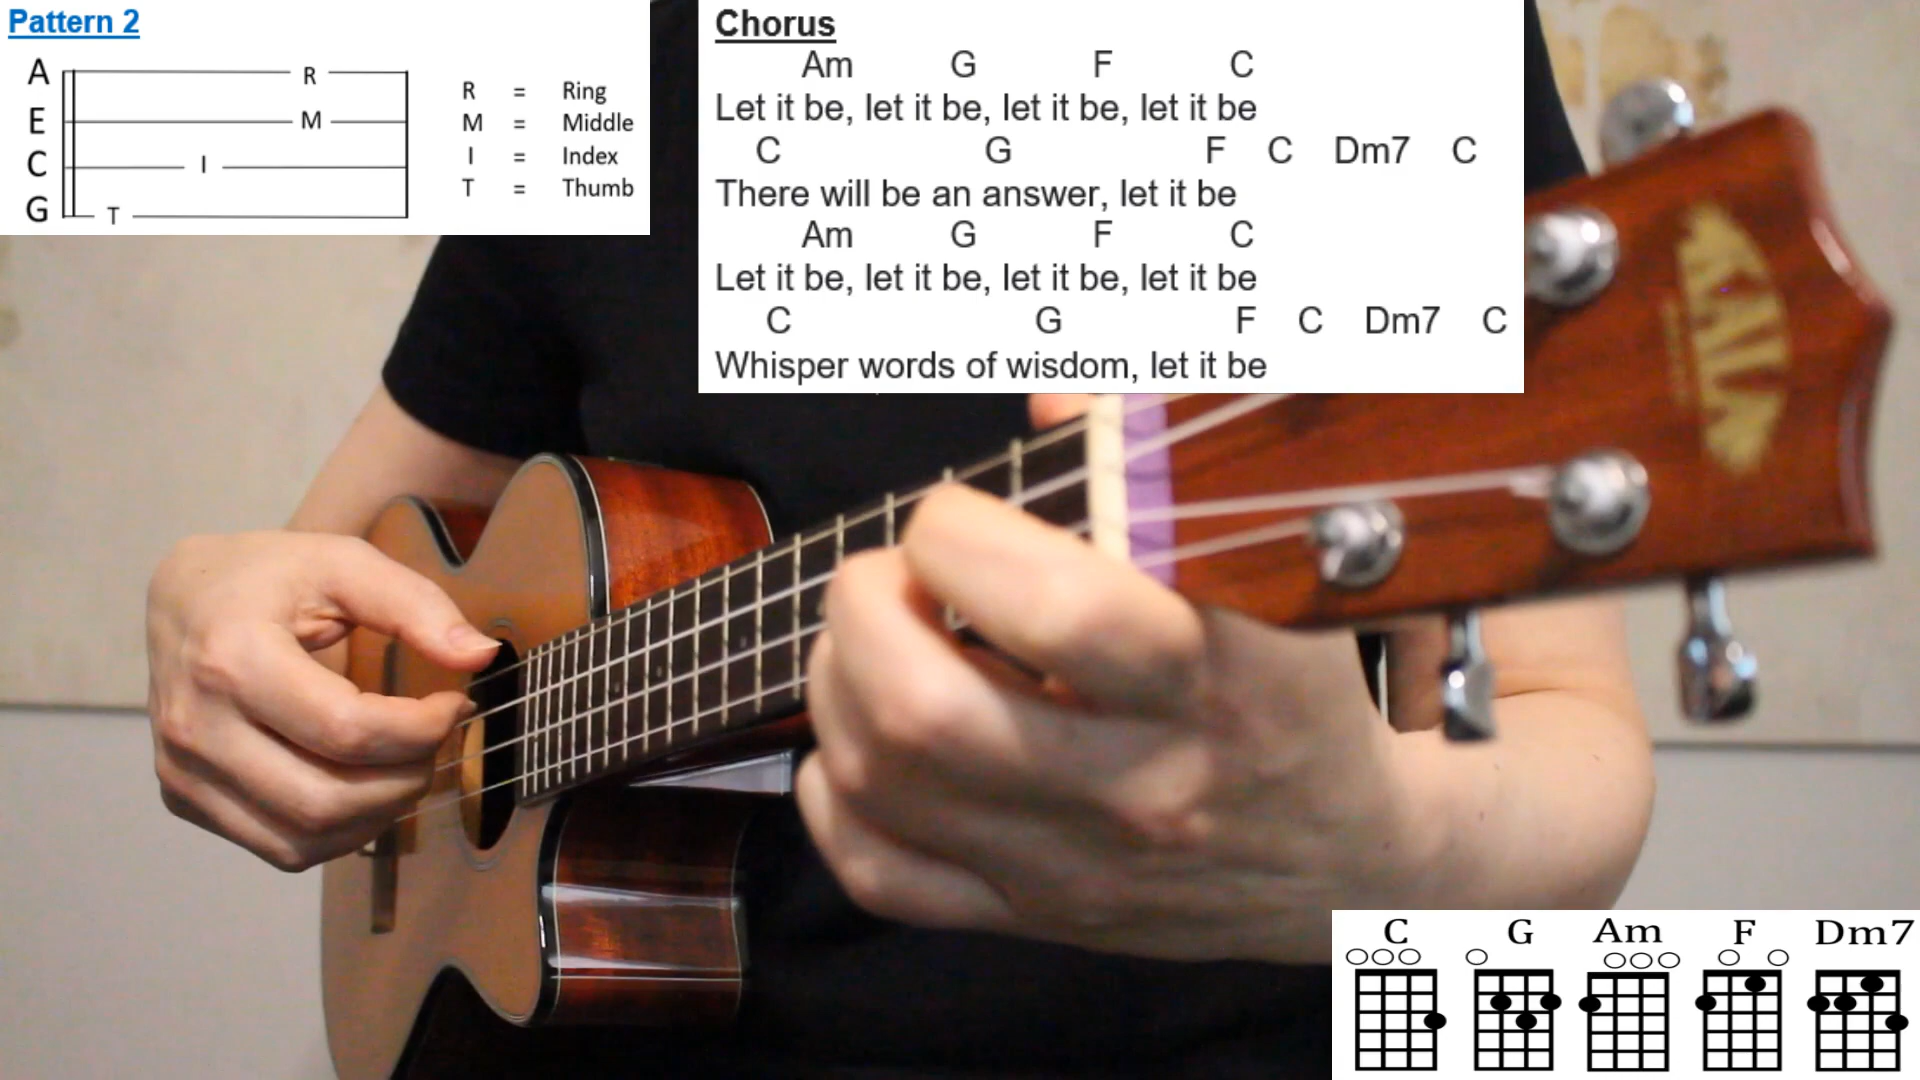 Pattern 2
A R
E M
C I
G T
R = Ring
M = Middle
I = Index
T = Thumb
Chorus
Am G F C
Let it be, let it be, let it be, let it be
C G F C Dm7 C
There will be an answer, let it be
Am G F C
Let it be, let it be, let it be, let it be
C G F C Dm7 C
Whisper words of wisdom, let it be
KALA
C G Am F Dm7